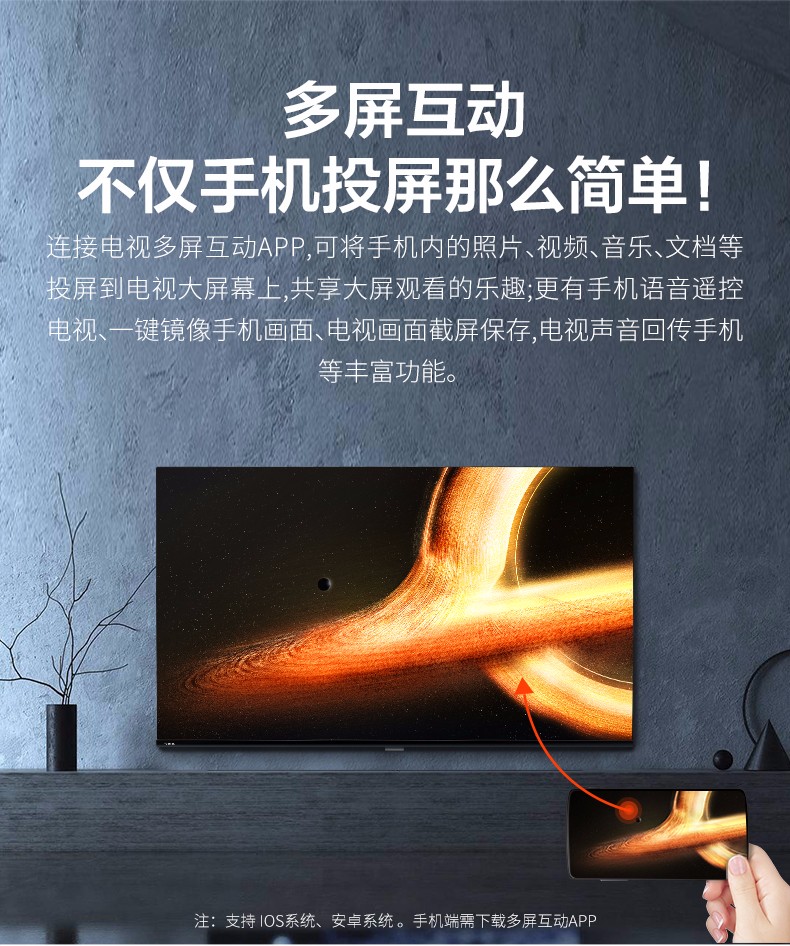 多屏互动
不仅手机投屏那么简单！
连接电视多屏互动APP,可将手机内的照片、视频、音乐、文档等
投屏到电视大屏幕上,共享大屏观看的乐趣;更有手机语音遥控
电视、一键镜像手机画面、电视画面截屏保存,电视声音回传手机
等丰富功能。
注：支持 IOS系统、安卓系统 。手机端需下载多屏互动APP